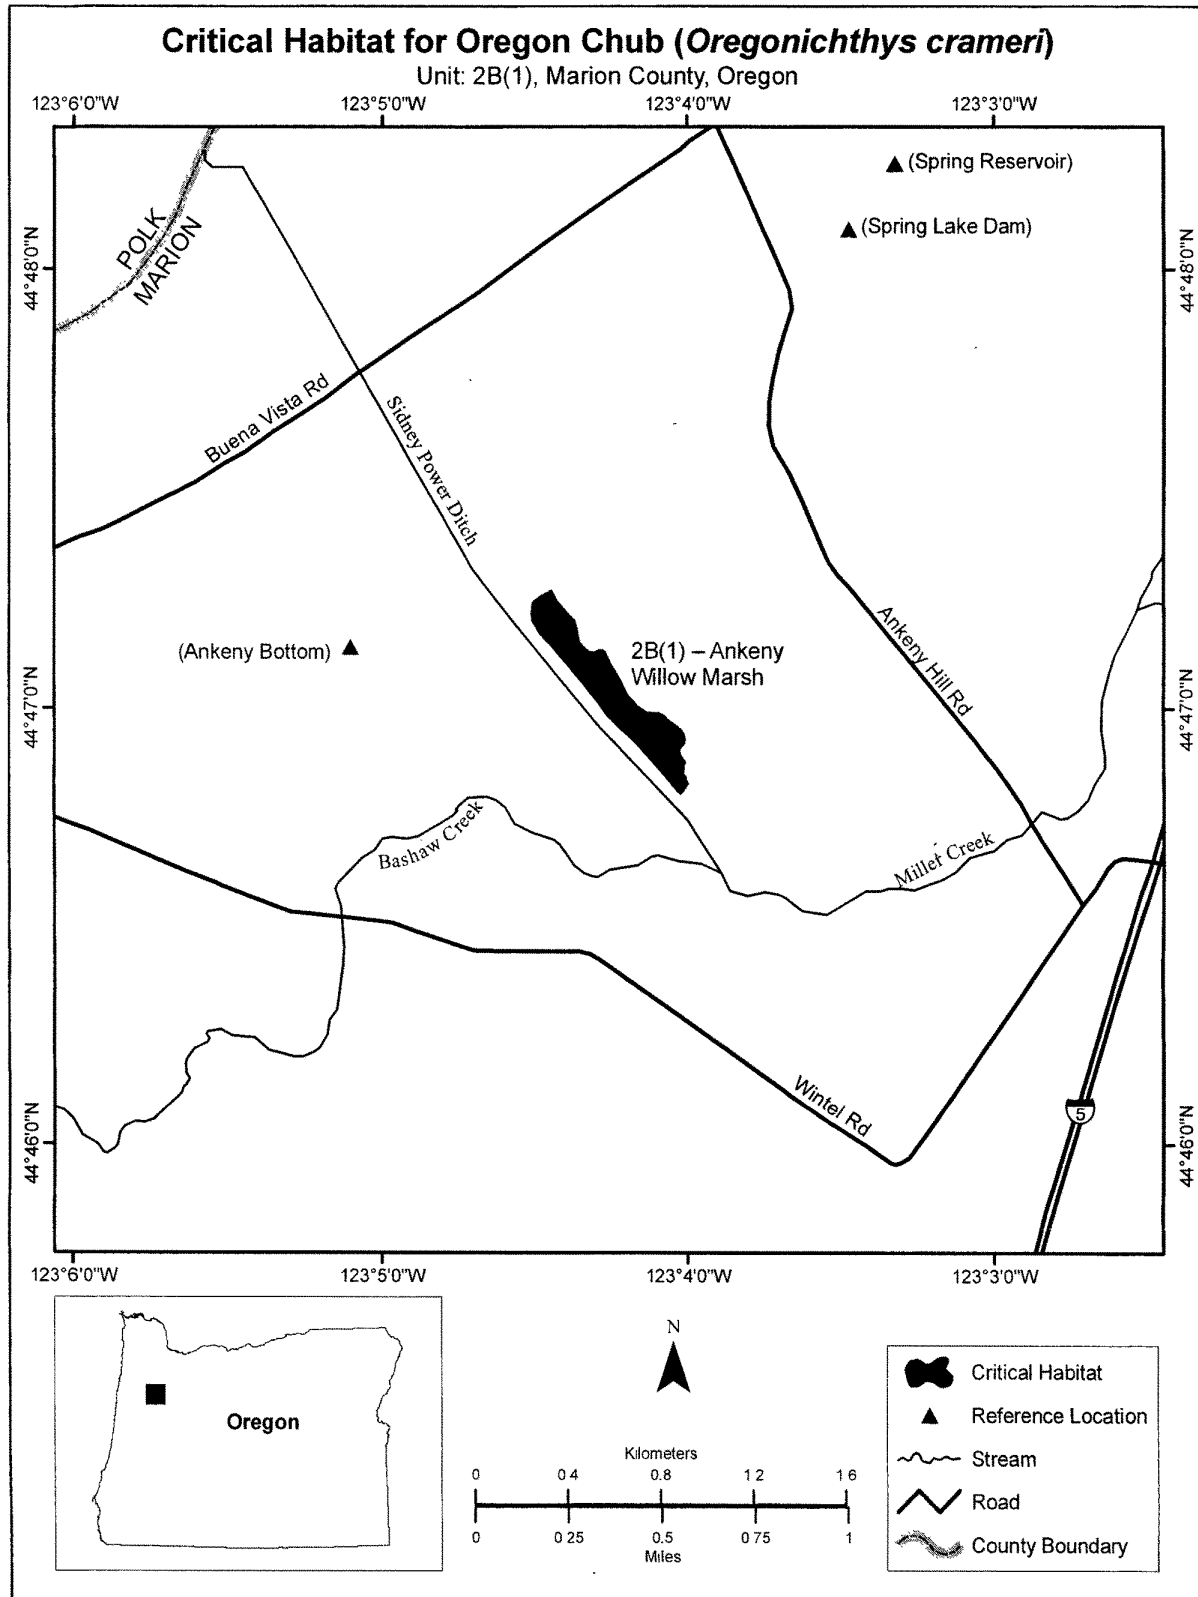 Critical Habitat for Oregon Chub (Oregonichthys crameri)
Unit: 2B(1), Marion County, Oregon
123°6'0"W
123°5'0"W
123°4'0"W
123°3'0"W
(Spring Reservoir)
(Spring Lake Dam)
POLK
MARION
44°48'0"N
44°48'0"N
Buena Vista Rd
Sidney Power Ditch
(Ankeny Bottom)
2B(1) – Ankeny
Willow Marsh
Ankeny Hill Rd
44°47'0"N
44°47'0"N
Bashaw Creek
Millet Creek
Wintel Rd
5
44°46'0"N
44°46'0"N
123°6'0"W
123°5'0"W
123°4'0"W
123°3'0"W
Oregon
N
Kilometers
0 0 4 0.8 1 2 1 6
0 0 25 0.5 0 75 1
Miles
Critical Habitat
Reference Location
Stream
Road
County Boundary